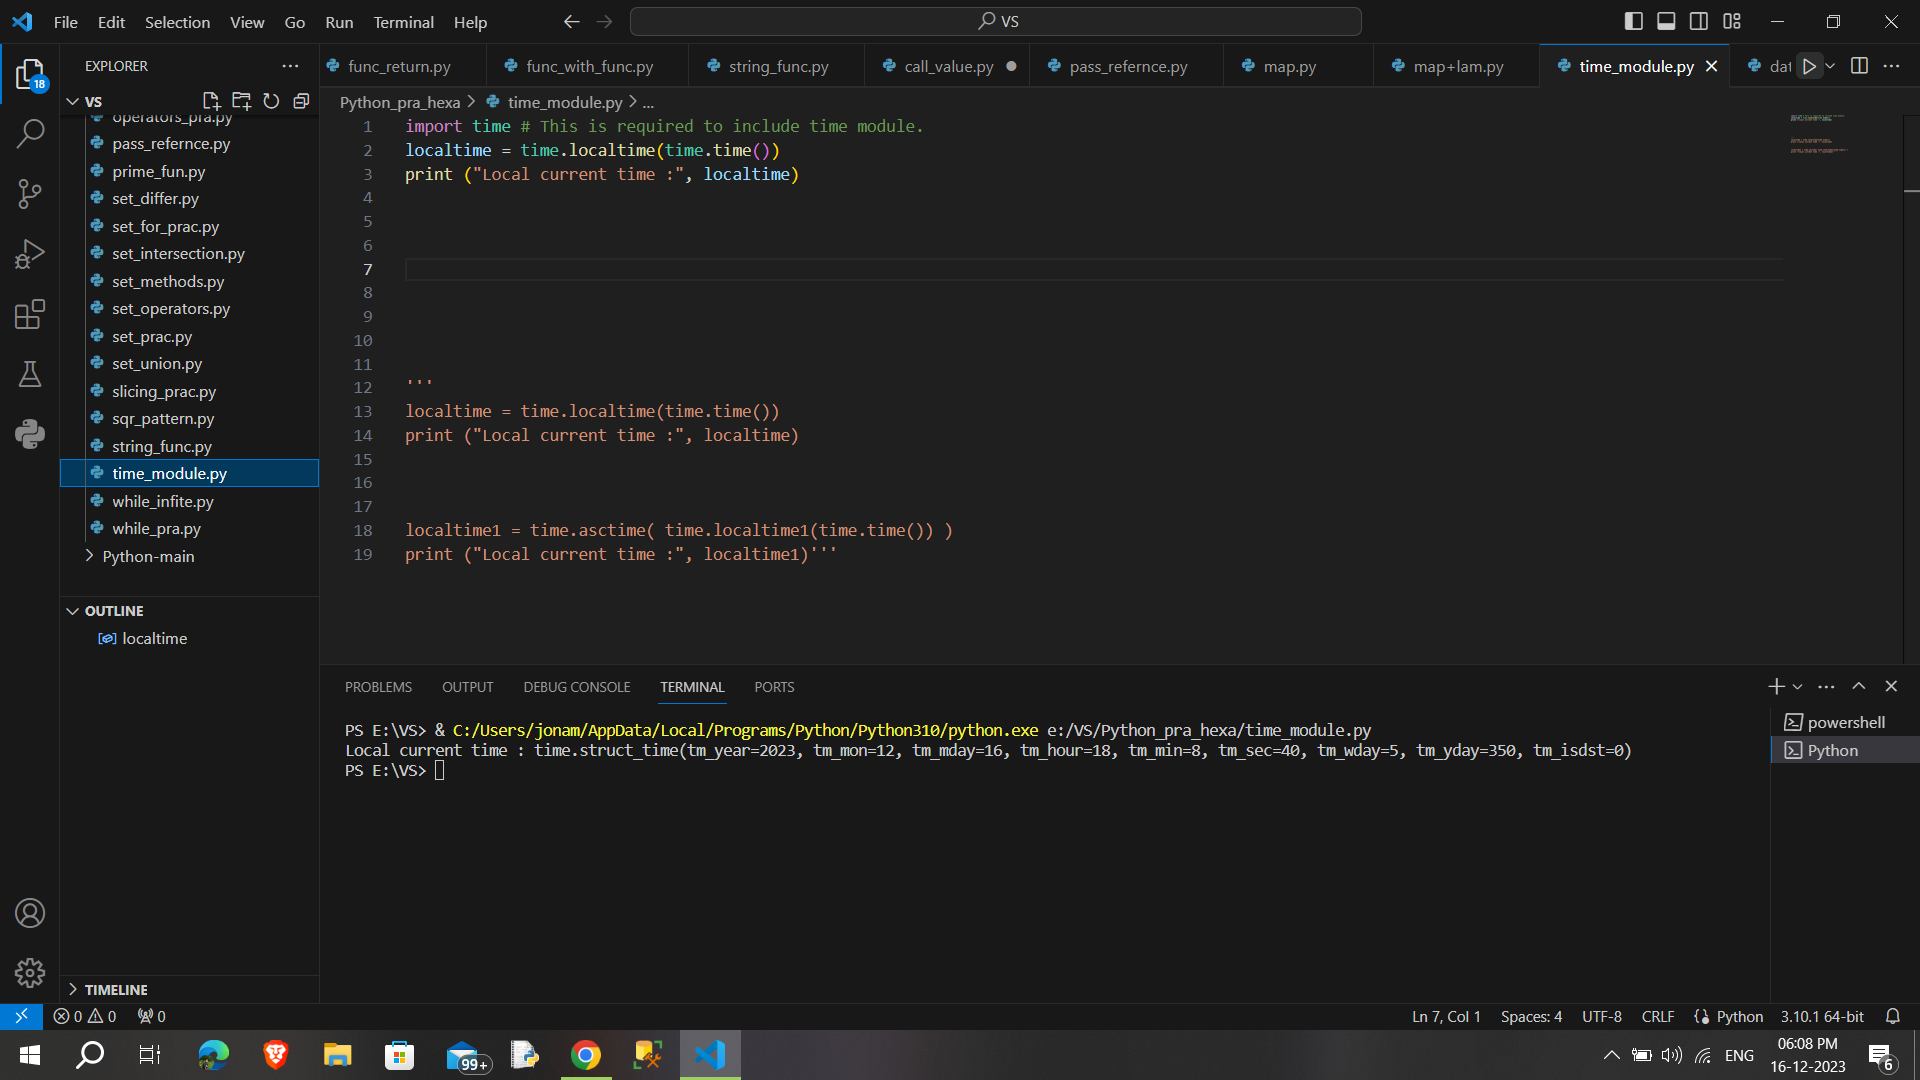 File Edit Selection View Go Run Terminal Help
VS
18
EXPLORER
VS
operators_pra.py
pass_refernce.py
prime_fun.py
set_differ.py
set_for_prac.py
set_intersection.py
set_methods.py
set_operators.py
set_prac.py
set_union.py
slicing_prac.py
sqr_pattern.py
string_func.py
time_module.py
while_infite.py
while_pra.py
Python-main
OUTLINE
localtime
TIMELINE
func_return.py func_with_func.py string_func.py call_value.py pass_refernce.py map.py map+lam.py time_module.py dat
Python_pra_hexa > time_module.py > ...
1 import time # This is required to include time module.
2 localtime = time.localtime(time.time())
3 print ("Local current time :", localtime)
4
5
6
7
8
9
10
11
12 '''
13 localtime = time.localtime(time.time())
14 print ("Local current time :", localtime)
15
16
17
18 localtime1 = time.asctime( time.localtime1(time.time()) )
19 print ("Local current time :", localtime1)'''
PROBLEMS OUTPUT DEBUG CONSOLE TERMINAL PORTS
PS E:\VS> & C:/Users/jonam/AppData/Local/Programs/Python/Python310/python.exe e:/VS/Python_pra_hexa/time_module.py
Local current time : time.struct_time(tm_year=2023, tm_mon=12, tm_mday=16, tm_hour=18, tm_min=8, tm_sec=40, tm_wday=5, tm_yday=350, tm_isdst=0)
PS E:\VS>
powershell
Python
0 0 0
Ln 7, Col 1 Spaces: 4 UTF-8 CRLF Python 3.10.1 64-bit
99+
ENG
06:08 PM
16-12-2023
6